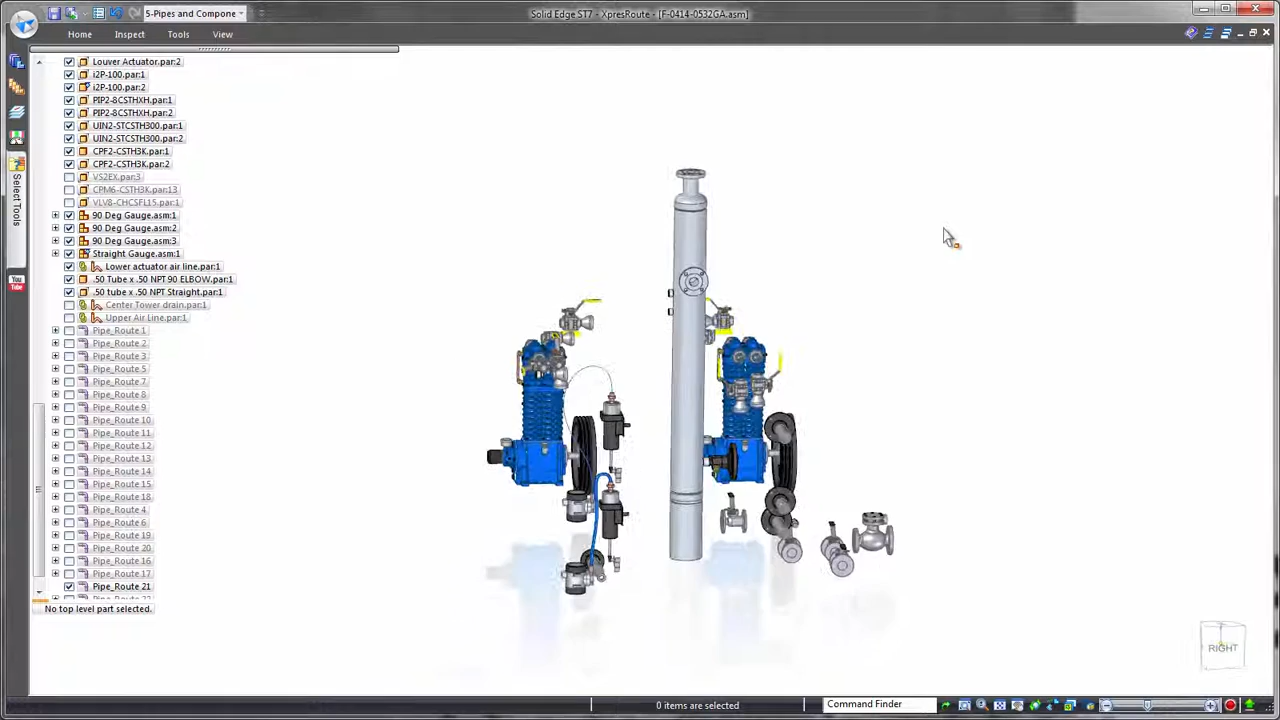 5-Pipes and Compone
Solid Edge ST7 - XpresRoute - [F-0414-0532GA.asm]
Home
Inspect
Tools
View
Louver Actuator.par:2
i2P-100.par:1
i2P-100.par:2
PIP2-8CSTHXH.par:1
PIP2-8CSTHXH.par:2
UIN2-STCSTH300.par:1
UIN2-STCSTH300.par:2
CPF2-CSTH3K.par:1
CPF2-CSTH3K.par:2
VS2EX.par:3
CPM6-CSTH3K.par:13
VLV8-CHCSFL15.par:1
90 Deg Gauge.asm:1
90 Deg Gauge.asm:2
90 Deg Gauge.asm:3
Straight Gauge.asm:1
Lower actuator air line.par:1
.50 Tube x .50 NPT 90 ELBOW.par:1
.50 tube x .50 NPT Straight.par:1
Center Tower drain.par:1
Upper Air Line.par:1
Pipe_Route 1
Pipe_Route 2
Pipe_Route 3
Pipe_Route 5
Pipe_Route 7
Pipe_Route 8
Pipe_Route 9
Pipe_Route 10
Pipe_Route 11
Pipe_Route 12
Pipe_Route 13
Pipe_Route 14
Pipe_Route 15
Pipe_Route 18
Pipe_Route 4
Pipe_Route 6
Pipe_Route 19
Pipe_Route 20
Pipe_Route 16
Pipe_Route 17
Pipe_Route 21
No top level part selected.
Select Tools
You
Tube
RIGHT
0 items are selected
Command Finder